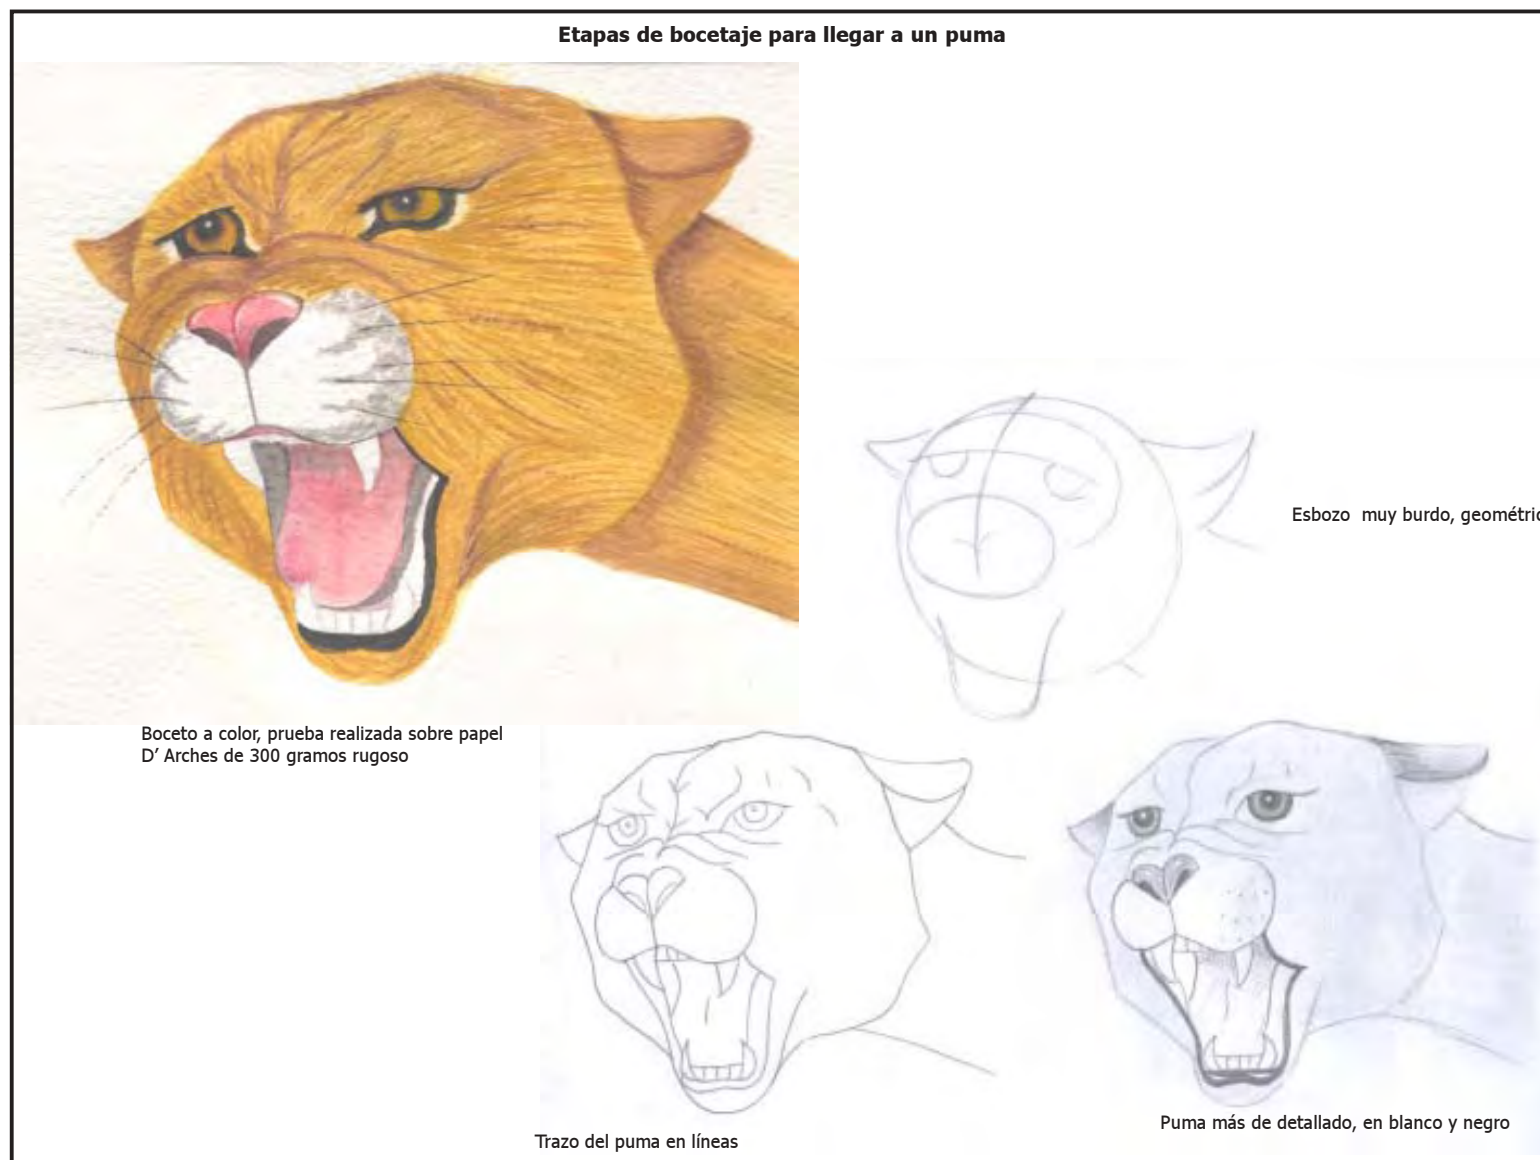 Etapas de bocetaje para llegar a un puma
Esbozo muy burdo,
Boceto a color, prueba realizada sobre papel
D’ Arches de 300 gramos rugoso
Puma más de detallado, en blanco y negro
Trazo del puma en líneas